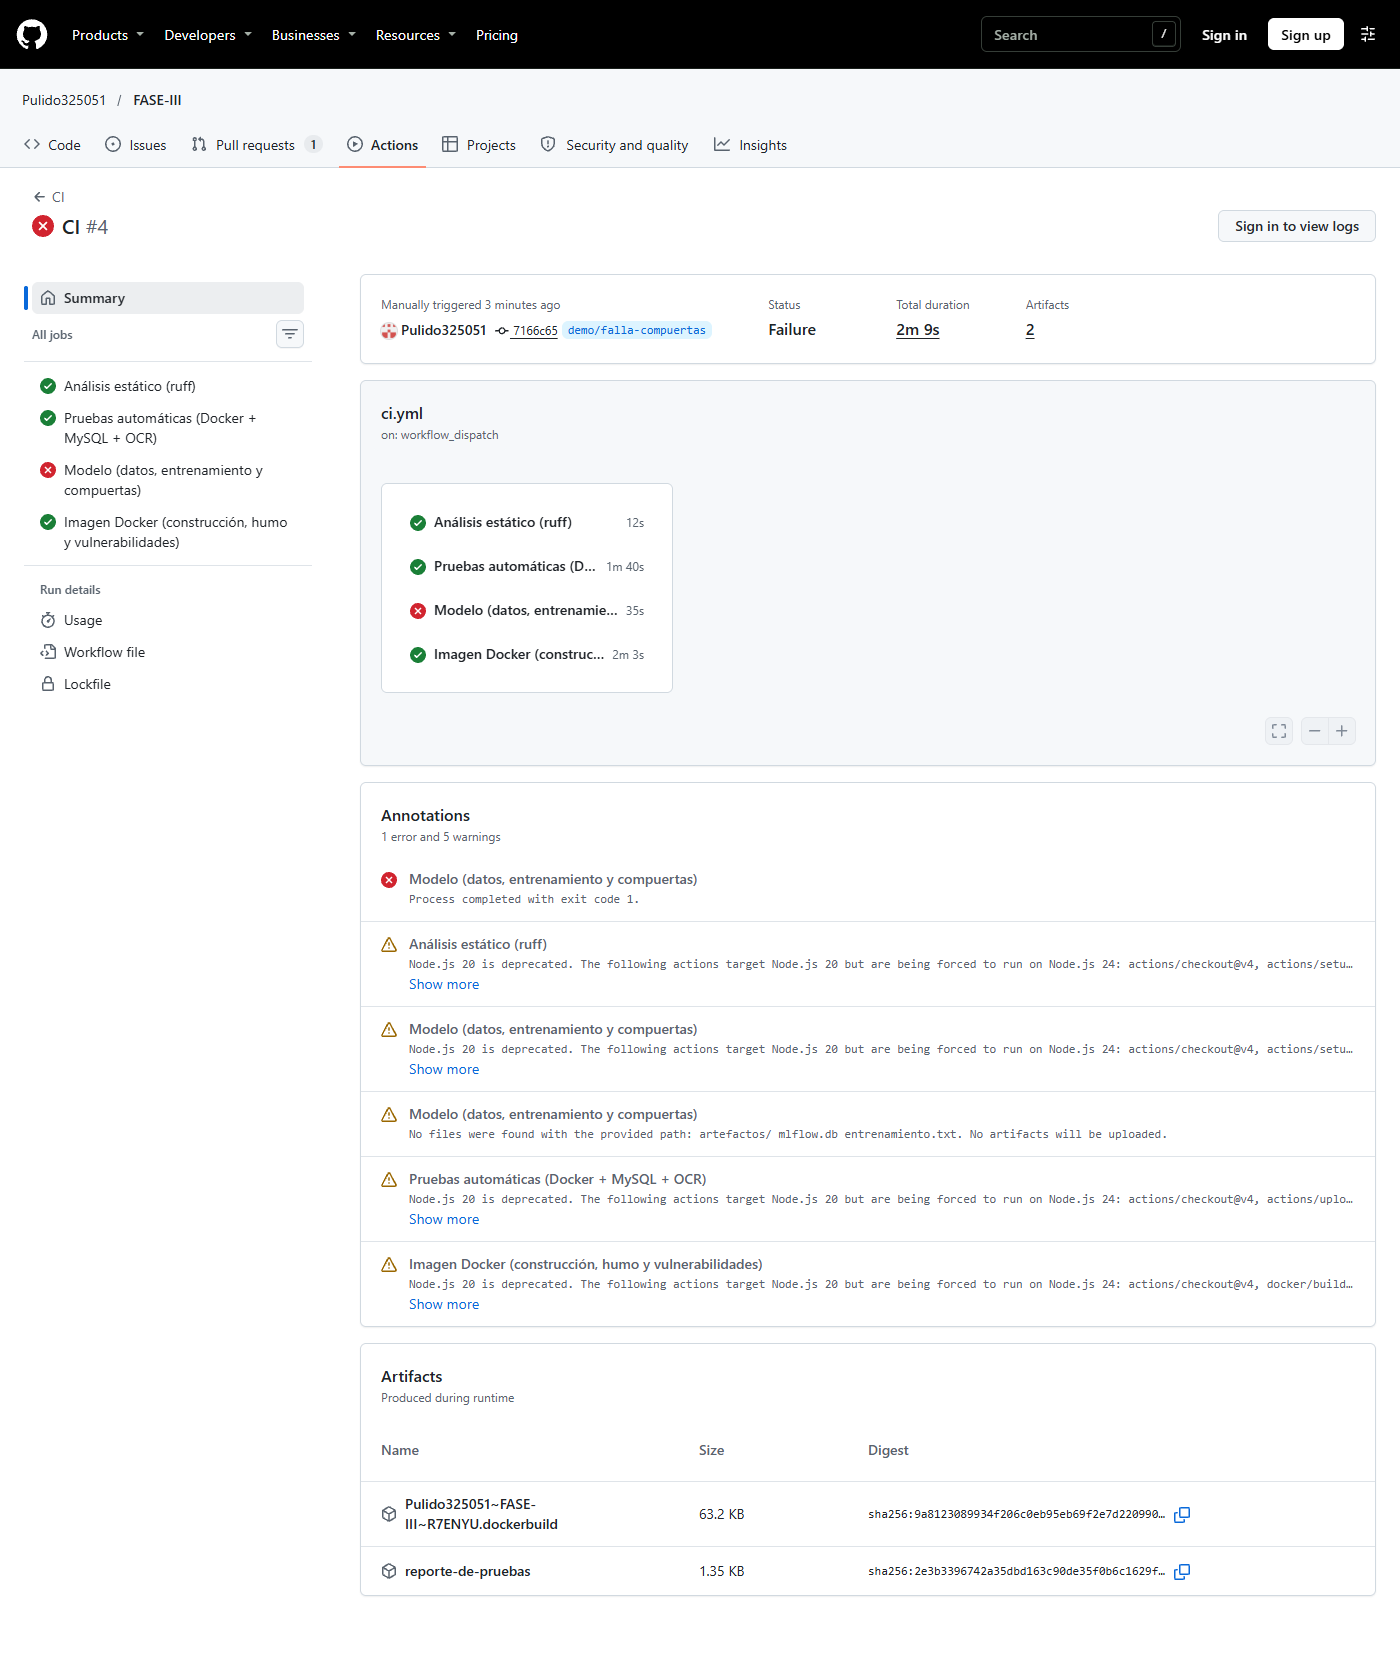 Products Developers Businesses Resources Pricing Search / Sign in Sign up
Pulido325051 / FASE-III
Code Issues Pull requests 1 Actions Projects Security and quality Insights
CI
CI #4
Sign in to view logs
Summary
All jobs
Análisis estático (ruff)
Pruebas automáticas (Docker +
MySQL + OCR)
Modelo (datos, entrenamiento y
compuertas)
Imagen Docker (construcción, humo
y vulnerabilidades)
Run details
Usage
Workflow file
Lockfile
Manually triggered 3 minutes ago Status Total duration Artifacts
Pulido325051 7166c65 demo/falla-compuertas Failure 2m 9s 2
ci.yml
on: workflow_dispatch
Análisis estático (ruff) 12s
Pruebas automáticas (D... 1m 40s
Modelo (datos, entrenamie... 35s
Imagen Docker (construc... 2m 3s
Annotations
1 error and 5 warnings
Modelo (datos, entrenamiento y compuertas)
Process completed with exit code 1.
Análisis estático (ruff)
Node.js 20 is deprecated. The following actions target Node.js 20 but are being forced to run on Node.js 24: actions/checkout@v4, actions/setu…
Show more
Modelo (datos, entrenamiento y compuertas)
Node.js 20 is deprecated. The following actions target Node.js 20 but are being forced to run on Node.js 24: actions/checkout@v4, actions/setu…
Show more
Modelo (datos, entrenamiento y compuertas)
No files were found with the provided path: artefactos/ mlflow.db entrenamiento.txt. No artifacts will be uploaded.
Pruebas automáticas (Docker + MySQL + OCR)
Node.js 20 is deprecated. The following actions target Node.js 20 but are being forced to run on Node.js 24: actions/checkout@v4, actions/uplo…
Show more
Imagen Docker (construcción, humo y vulnerabilidades)
Node.js 20 is deprecated. The following actions target Node.js 20 but are being forced to run on Node.js 24: actions/checkout@v4, docker/build…
Show more
Artifacts
Produced during runtime
Name Size Digest
Pulido325051~FASE-
III~R7ENYU.dockerbuild 63.2 KB sha256:9a8123089934f206c0eb95eb69f2e7d220990…
reporte-de-pruebas 1.35 KB sha256:2e3b3396742a35dbd163c90de35f0b6c1629f…